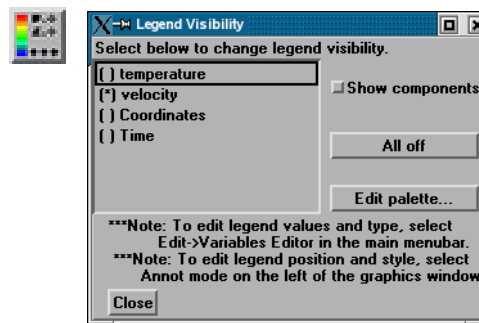 Legend Visibility
Select below to change legend visibility.
( ) temperature
(*) velocity
( ) Coordinates
( ) Time
Show components
All off
Edit palette...
***Note: To edit legend values and type, select
Edit->Variables Editor in the main menubar.
***Note: To edit legend position and style, select
Annot mode on the left of the graphics window
Close